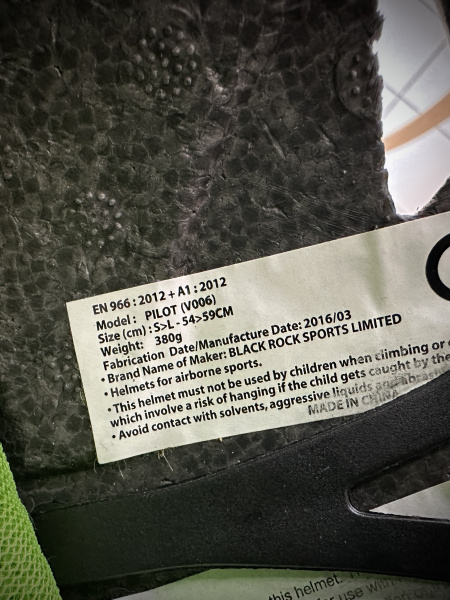 EN 966 : 2012 + A1 : 2012
Model : PILOT (V006)
Size (cm) : S>L - 54>59CM
Weight: 380g
Fabrication Date/Manufacture Date: 2016/03
• Brand Name of Maker: BLACK ROCK SPORTS LIMITED
• Helmets for airborne sports.
• This helmet must not be used by children when climbing or
which involve a risk of hanging if the child gets caught by the
• Avoid contact with solvents, aggressive liquids and
MADE IN CHINA
this helmet.
use with